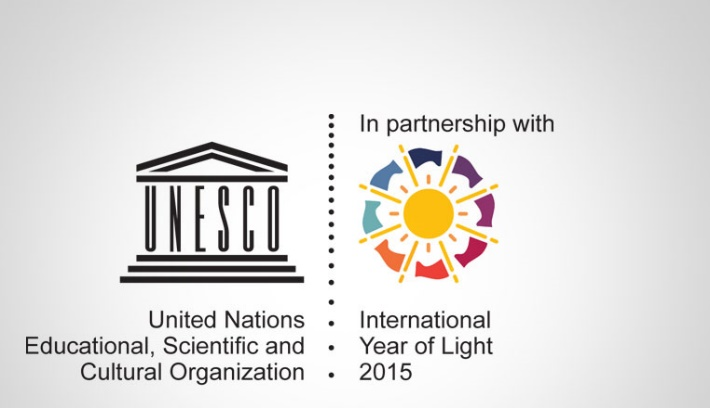 In partnership with
UNESCO
United Nations
Educational, Scientific and
Cultural Organization
International
Year of Light
2015